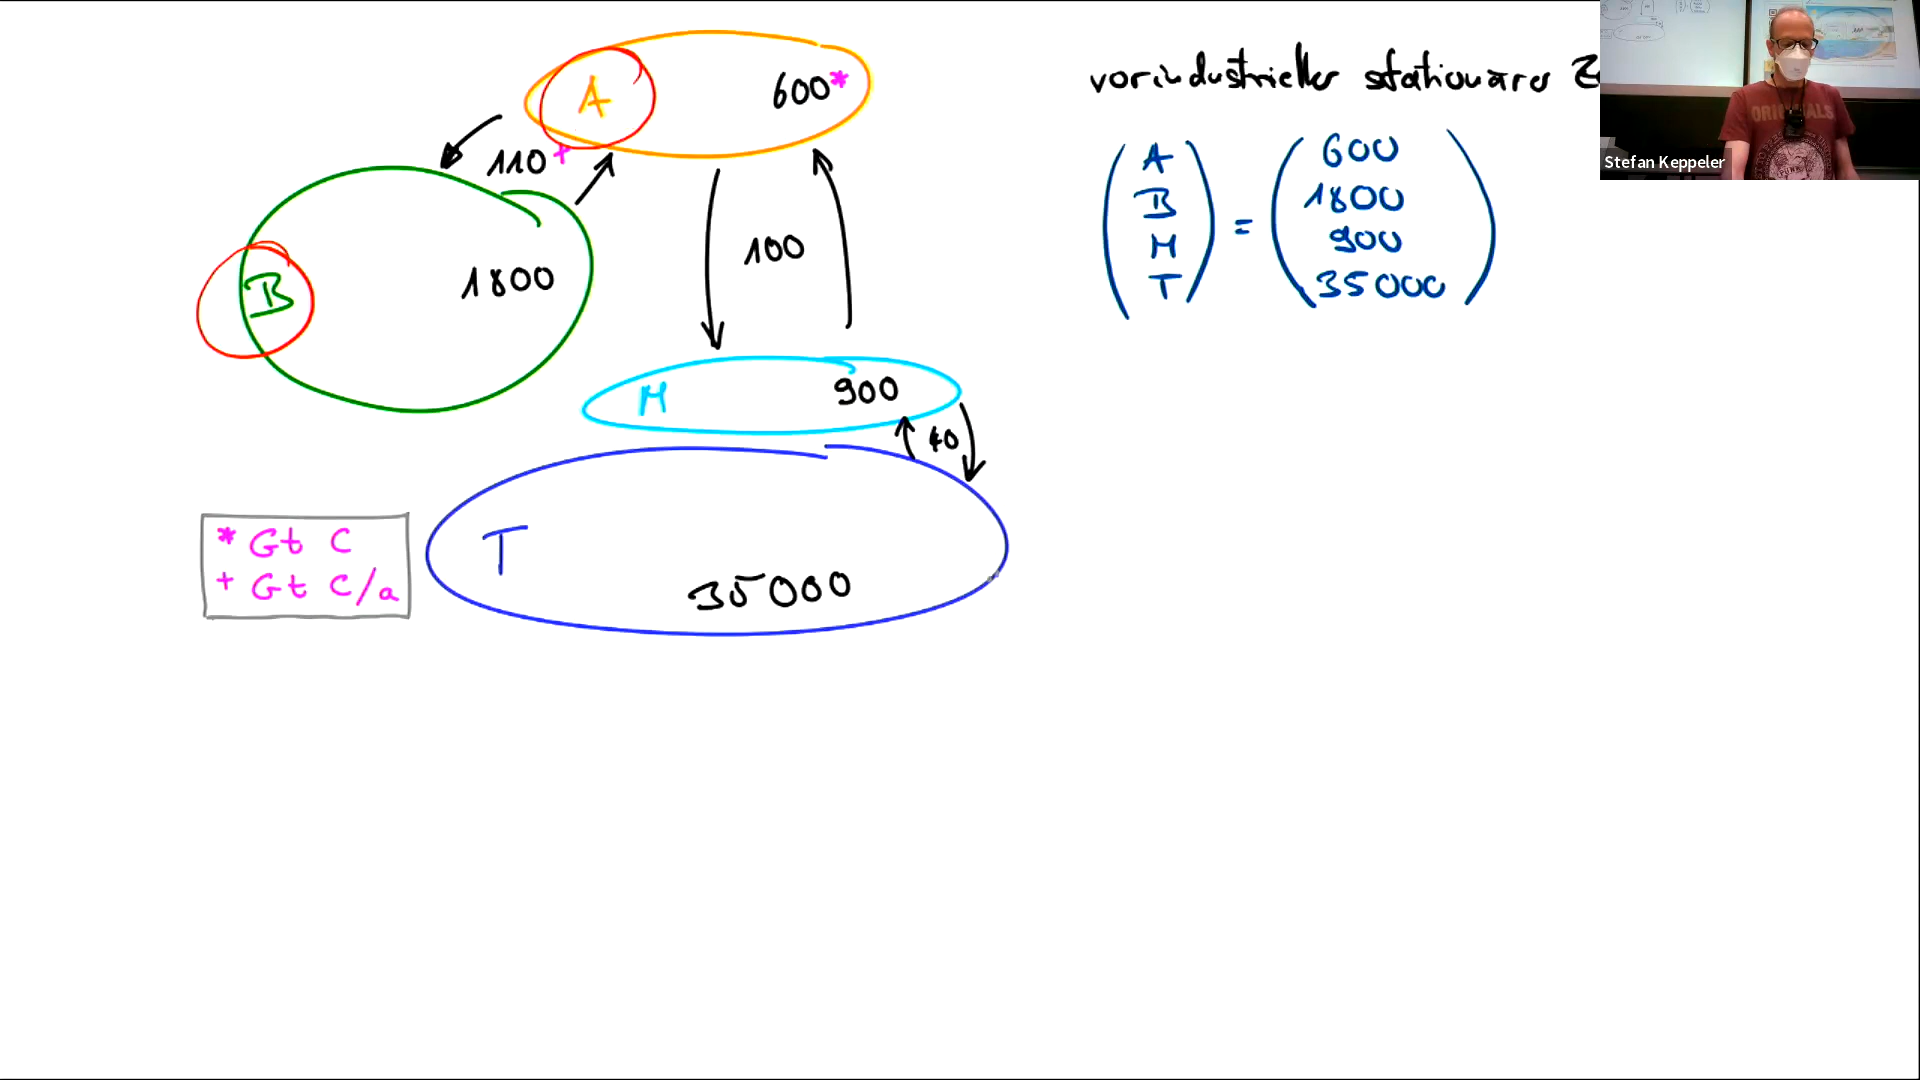 A 600*
vorindustrieller stationärer
110+
A
B
M
T
=
600
1800
900
35000
100
B 1800
M 900
40
T
35000
* Gt C
+ Gt C/a
Stefan Keppeler